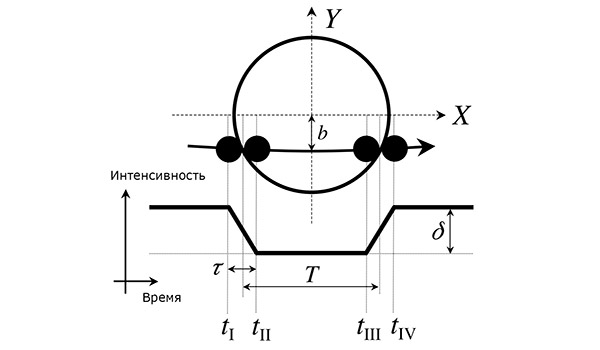 Y
X
b
Интенсивность
δ
τ
T
Время
t_I t_II t_III t_IV